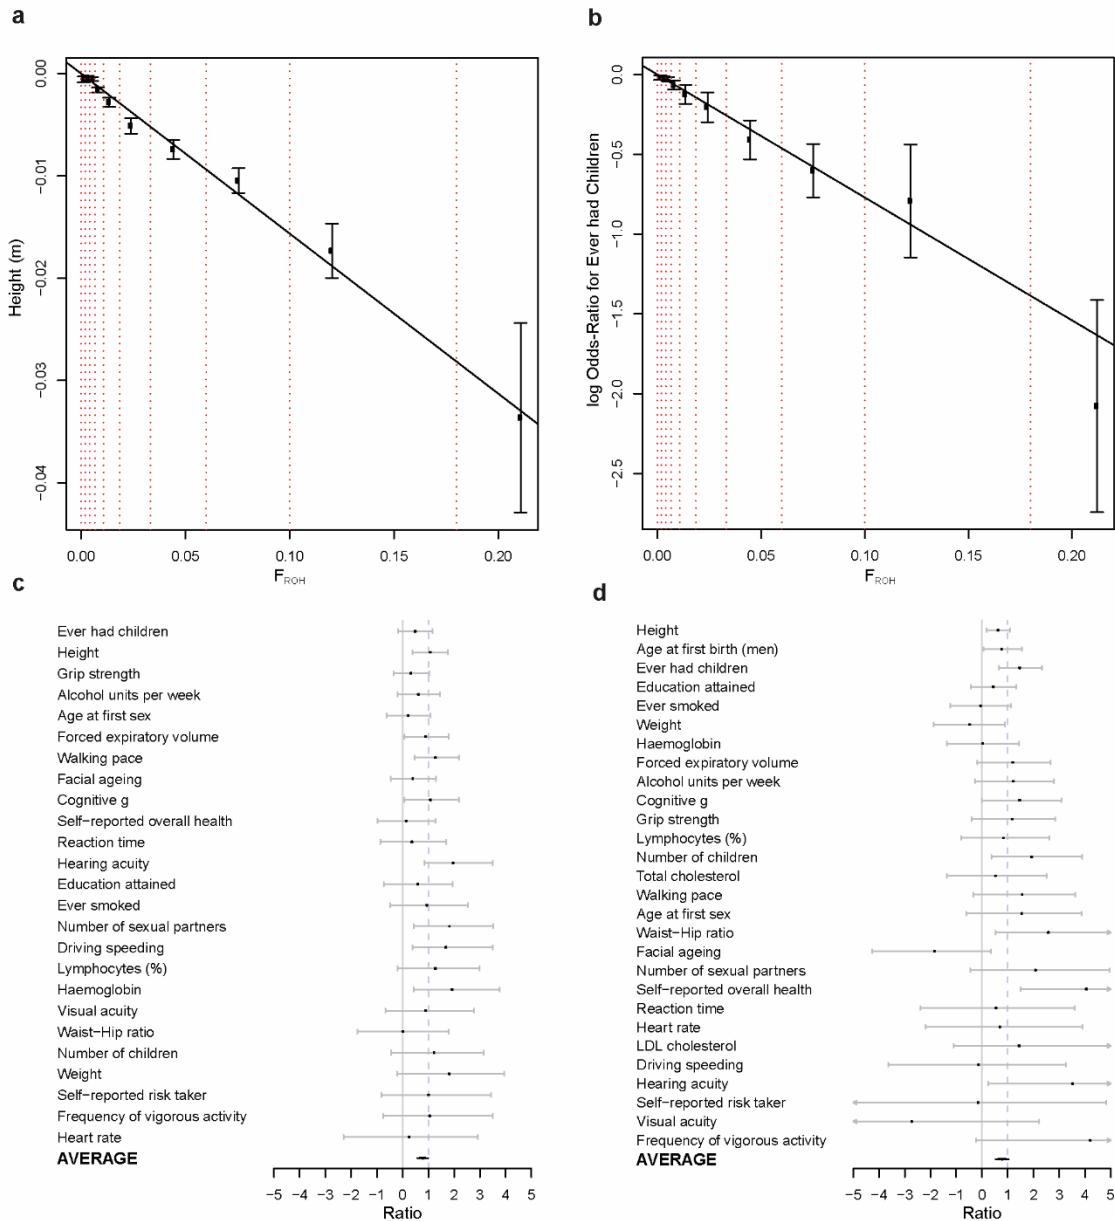 a
0.00
−0.01
−0.02
−0.03
−0.04
Height (m)
0.00 0.05 0.10 0.15 0.20
FROH
b
0.0
−0.5
−1.0
−1.5
−2.0
−2.5
log Odds−Ratio for Ever had Children
0.00 0.05 0.10 0.15 0.20
FROH
c
Ever had children
Height
Grip strength
Alcohol units per week
Age at first sex
Forced expiratory volume
Walking pace
Facial ageing
Cognitive g
Self−reported overall health
Reaction time
Hearing acuity
Education attained
Ever smoked
Number of sexual partners
Driving speeding
Lymphocytes (%)
Haemoglobin
Visual acuity
Waist−Hip ratio
Number of children
Weight
Self−reported risk taker
Frequency of vigorous activity
Heart rate
AVERAGE
−5 −4 −3 −2 −1 0 1 2 3 4 5
Ratio
d
Height
Age at first birth (men)
Ever had children
Education attained
Ever smoked
Weight
Haemoglobin
Forced expiratory volume
Alcohol units per week
Cognitive g
Grip strength
Lymphocytes (%)
Number of children
Total cholesterol
Walking pace
Age at first sex
Waist−Hip ratio
Facial ageing
Number of sexual partners
Self−reported overall health
Reaction time
Heart rate
LDL cholesterol
Driving speeding
Hearing acuity
Self−reported risk taker
Visual acuity
Frequency of vigorous activity
AVERAGE
−5 −4 −3 −2 −1 0 1 2 3 4 5
Ratio